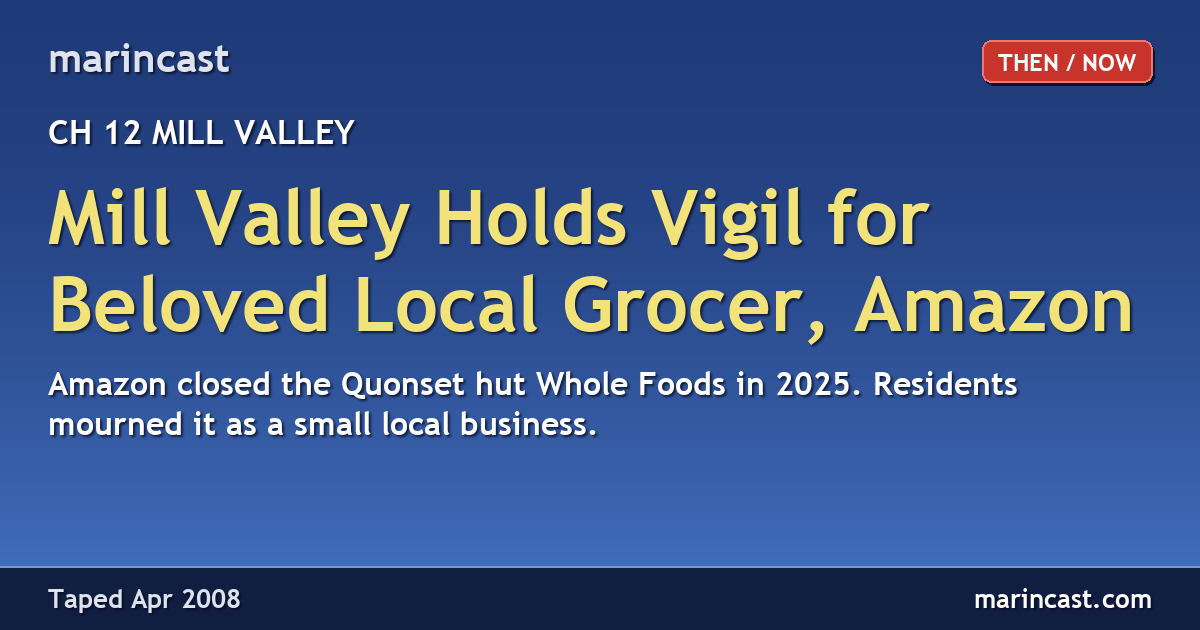 marincast
THEN / NOW
CH 12 MILL VALLEY
Mill Valley Holds Vigil for
Beloved Local Grocer, Amazon
Amazon closed the Quonset hut Whole Foods in 2025. Residents
mourned it as a small local business.
Taped Apr 2008
marincast.com